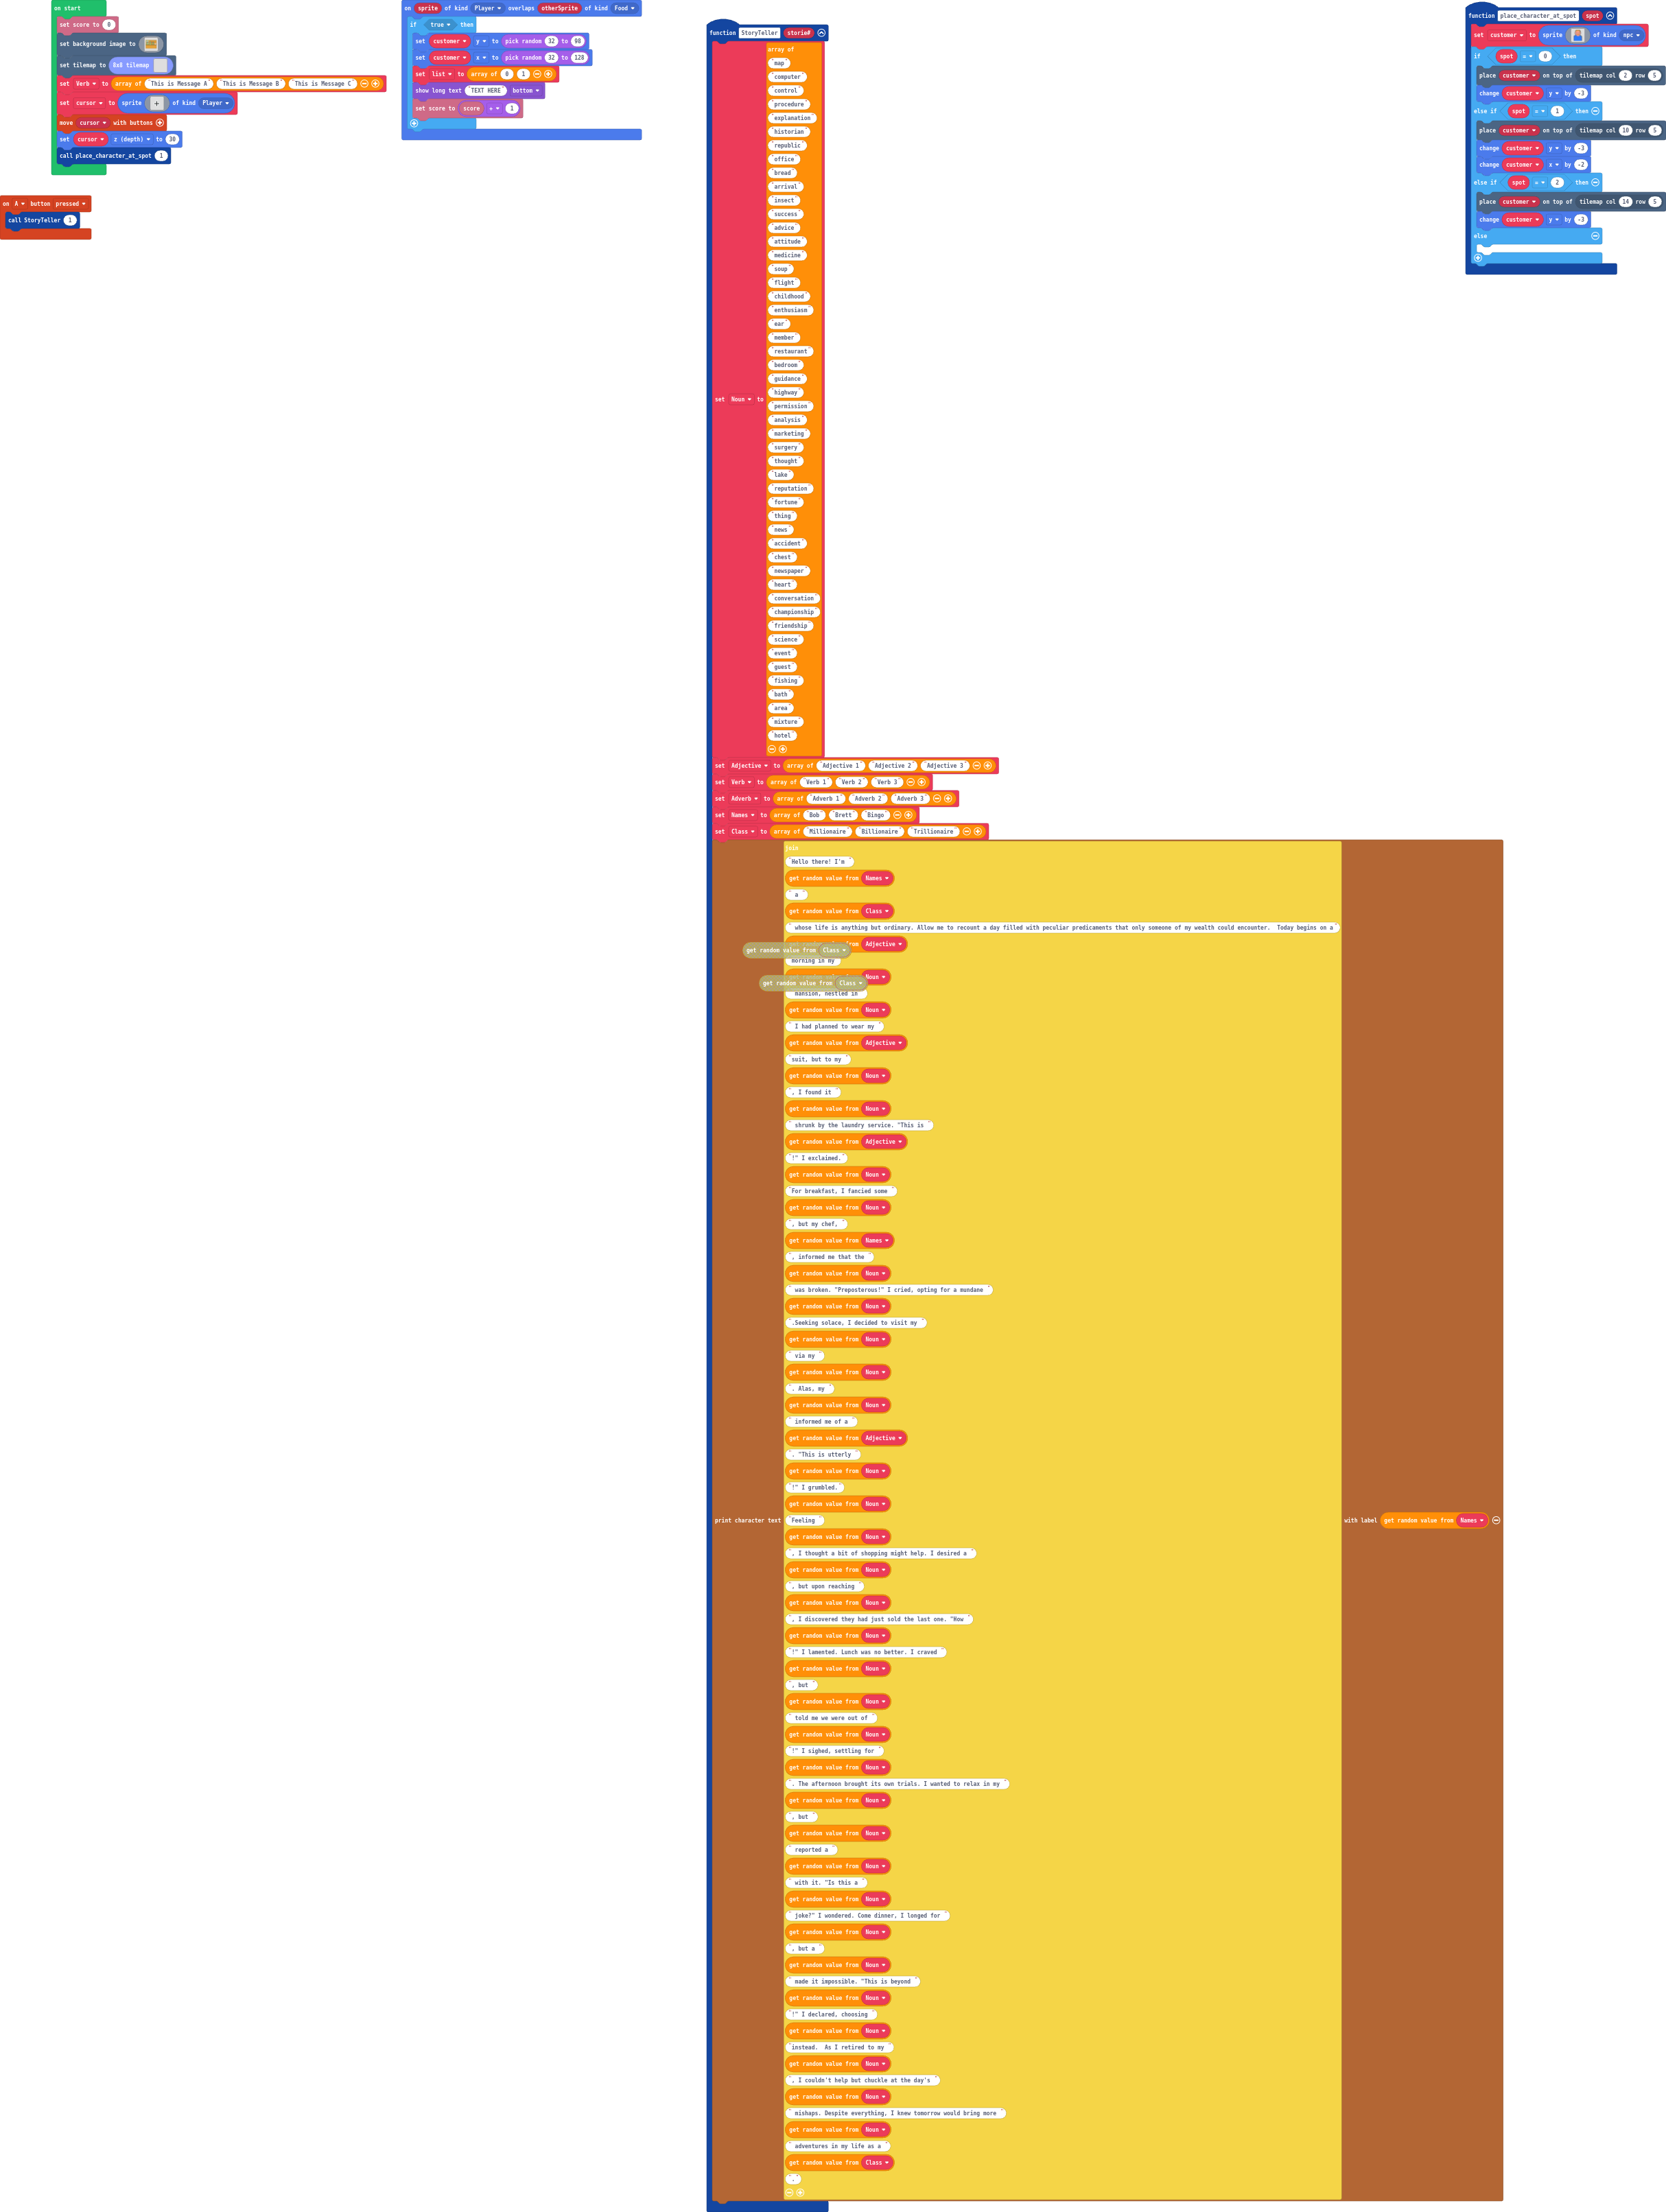 on start
set score to 0
set background image to
set tilemap to 8x8 tilemap
set Verb to array of This is Message A This is Message B This is Message C
set cursor to sprite of kind Player
move cursor with buttons
set cursor z (depth) to 30
call place_character_at_spot 1
on A button pressed
call StoryTeller 1
on sprite of kind Player overlaps otherSprite of kind Food
if true then
set customer y to pick random 32 to 98
set customer x to pick random 32 to 128
set list to array of 0 1
show long text TEXT HERE bottom
set score to score + 1
function StoryTeller storie#
set Noun to
array of
map
computer
control
procedure
explanation
historian
republic
office
bread
arrival
insect
success
advice
attitude
medicine
soup
flight
childhood
enthusiasm
ear
member
restaurant
bedroom
guidance
highway
permission
analysis
marketing
surgery
thought
lake
reputation
fortune
thing
news
accident
chest
newspaper
heart
conversation
championship
friendship
science
event
guest
fishing
bath
area
mixture
hotel
set Adjective to array of Adjective 1 Adjective 2 Adjective 3
set Verb to array of Verb 1 Verb 2 Verb 3
set Adverb to array of Adverb 1 Adverb 2 Adverb 3
set Names to array of Bob Brett Bingo
set Class to array of Millionaire Billionaire Trillionaire
print character text
join
Hello there! I'm
get random value from Names
a
get random value from Class
whose life is anything but ordinary. Allow me to recount a day filled with peculiar predicaments that only someone of my wealth could encounter.  Today begins on a
from Adjective
get random value from Class
morning in my
Noun
get random value from Class
mansion, nestled in
get random value from Noun
I had planned to wear my
get random value from Adjective
suit, but to my
get random value from Noun
, I found it
get random value from Noun
shrunk by the laundry service. "This is
get random value from Adjective
!" I exclaimed.
get random value from Noun
For breakfast, I fancied some
get random value from Noun
, but my chef,
get random value from Names
, informed me that the
get random value from Noun
was broken. "Preposterous!" I cried, opting for a mundane
get random value from Noun
.Seeking solace, I decided to visit my
get random value from Noun
via my
get random value from Noun
. Alas, my
get random value from Noun
informed me of a
get random value from Adjective
. "This is utterly
get random value from Noun
!" I grumbled.
get random value from Noun
Feeling
get random value from Noun
, I thought a bit of shopping might help. I desired a
get random value from Noun
, but upon reaching
get random value from Noun
, I discovered they had just sold the last one. "How
get random value from Noun
!" I lamented. Lunch was no better. I craved
get random value from Noun
, but
get random value from Noun
told me we were out of
get random value from Noun
!" I sighed, settling for
get random value from Noun
. The afternoon brought its own trials. I wanted to relax in my
get random value from Noun
, but
get random value from Noun
reported a
get random value from Noun
with it. "Is this a
get random value from Noun
joke?" I wondered. Come dinner, I longed for
get random value from Noun
, but a
get random value from Noun
made it impossible. "This is beyond
get random value from Noun
!" I declared, choosing
get random value from Noun
instead.  As I retired to my
get random value from Noun
, I couldn't help but chuckle at the day's
get random value from Noun
mishaps. Despite everything, I knew tomorrow would bring more
get random value from Noun
adventures in my life as a
get random value from Class
.
with label get random value from Names
function place_character_at_spot spot
set customer to sprite of kind npc
if spot = 0 then
place customer on top of tilemap col 2 row 5
change customer y by -3
else if spot = 1 then
place customer on top of tilemap col 10 row 5
change customer y by -3
change customer x by -2
else if spot = 2 then
place customer on top of tilemap col 14 row 5
change customer y by -3
else